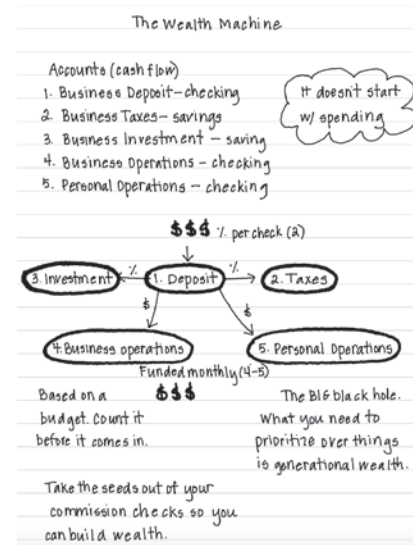 The Wealth Machine
Accounts (cash flow)
1. Business Deposit – checking
2. Business Taxes – savings
3. Business Investment – saving
4. Business Operations – checking
5. Personal Operations – checking
It doesn't start
w/ spending
$$$ % per check (2)
3. Investment % 1. Deposit % 2. Taxes
$ $
4. Business operations 5. Personal Operations
Funded monthly (4-5)
$$$
Based on a
budget. Count it
before it comes in.
The BIG black hole.
What you need to
prioritize over things
is generational wealth.
Take the seeds out of your
commission checks so you
can build wealth.